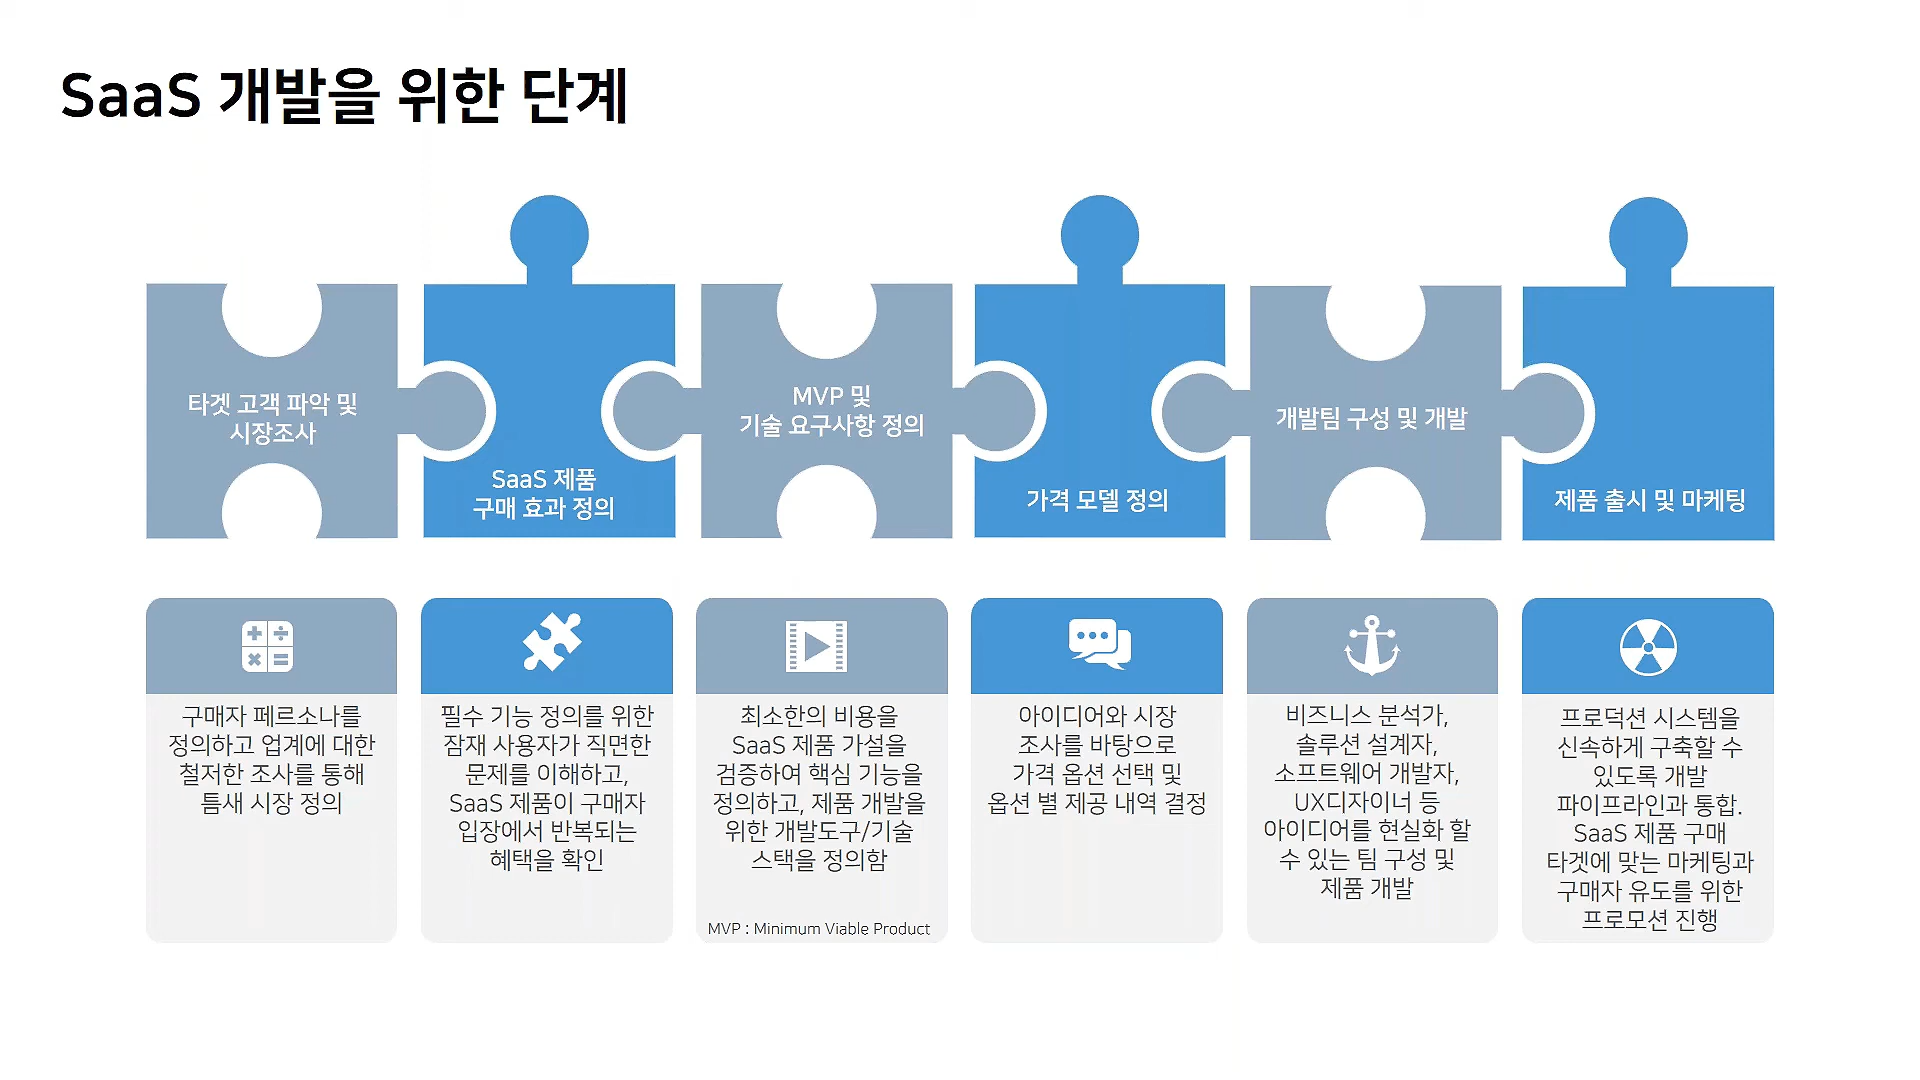 SaaS 개발을 위한 단계
타겟 고객 파악 및
시장조사
SaaS 제품
구매 효과 정의
MVP 및
기술 요구사항 정의
가격 모델 정의
개발팀 구성 및 개발
제품 출시 및 마케팅
구매자 페르소나를
정의하고 업계에 대한
철저한 조사를 통해
틈새 시장 정의
필수 기능 정의를 위한
잠재 사용자가 직면한
문제를 이해하고,
SaaS 제품이 구매자
입장에서 반복되는
혜택을 확인
최소한의 비용을
SaaS 제품 가설을
검증하여 핵심 기능을
정의하고, 제품 개발을
위한 개발도구/기술
스택을 정의함
MVP : Minimum Viable Product
아이디어와 시장
조사를 바탕으로
가격 옵션 선택 및
옵션 별 제공 내역 결정
비즈니스 분석가,
솔루션 설계자,
소프트웨어 개발자,
UX디자이너 등
아이디어를 현실화 할
수 있는 팀 구성 및
제품 개발
프로덕션 시스템을
신속하게 구축할 수
있도록 개발
파이프라인과 통합.
SaaS 제품 구매
타겟에 맞는 마케팅과
구매자 유도를 위한
프로모션 진행